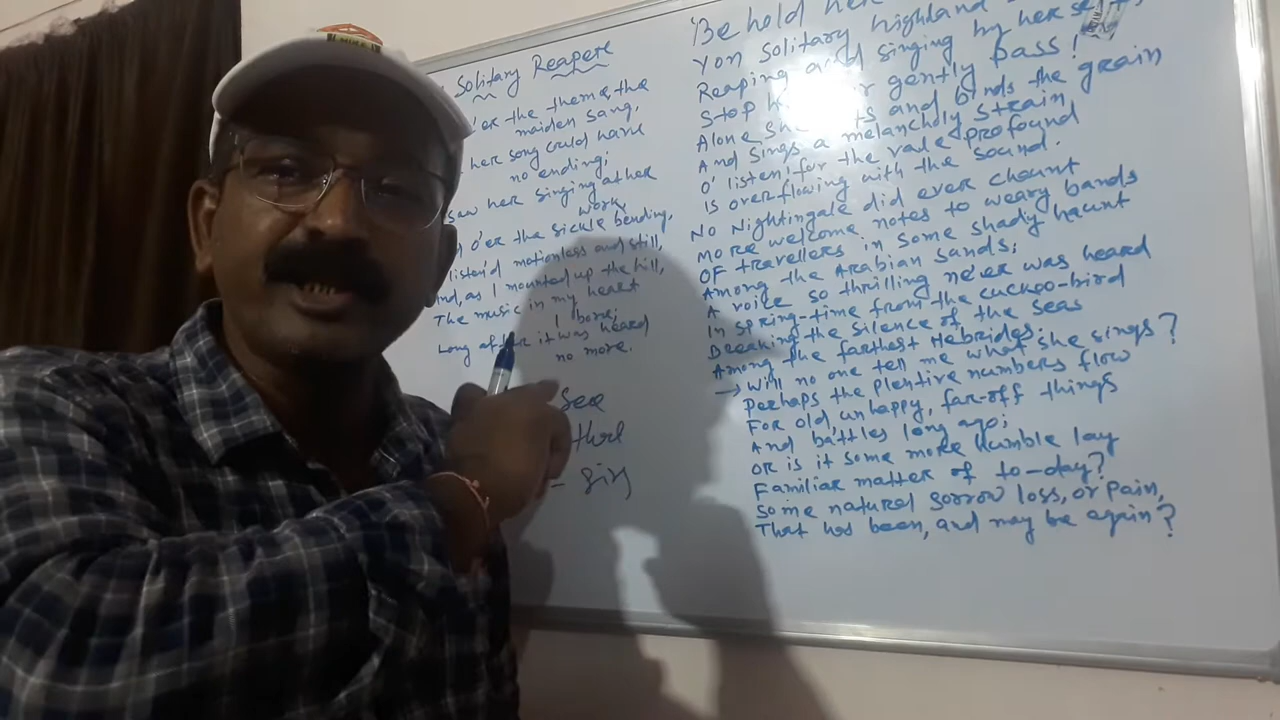 Solitary Reaper
o'er the theme, the
maiden sang,
her song could have
no ending;
saw her singing at her
work,
o'er the sickle bending,
listen'd motionless and still,
and, as I mounted up the hill,
The music in my heart
I bore;
Long after it was heard
no more.
Sea
thre
- sin
Behold her
Yon solitary highland
Reaping and singing by herself,
Stop gently pass!
Alone she and binds the grain
And sings a melancholy strain
O' listen! for the vale profound
Is overflowing with the sound.
No Nightingale did ever chaunt
More welcome notes to weary bands
Of travellers in some shady haunt
Among the Arabian Sands;
A voice so thrilling ne'er was heard
In spring-time from the cuckoo-bird
Breaking the silence of the seas
Among the farthest Hebrides;
→ Will no one tell me what she sings?
Perhaps the plentive numbers flow
For old, unhappy, far-off things
And battles long ago;
Or is it some more humble lay
Familiar matter of to-day?
Some natural sorrow loss, or pain,
That has been, and may be again?